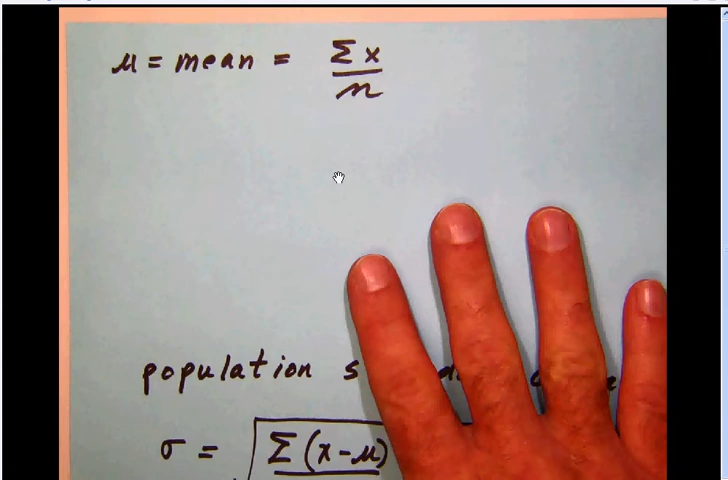 μ = mean = Σx
n
population
σ = √Σ(x-μ)